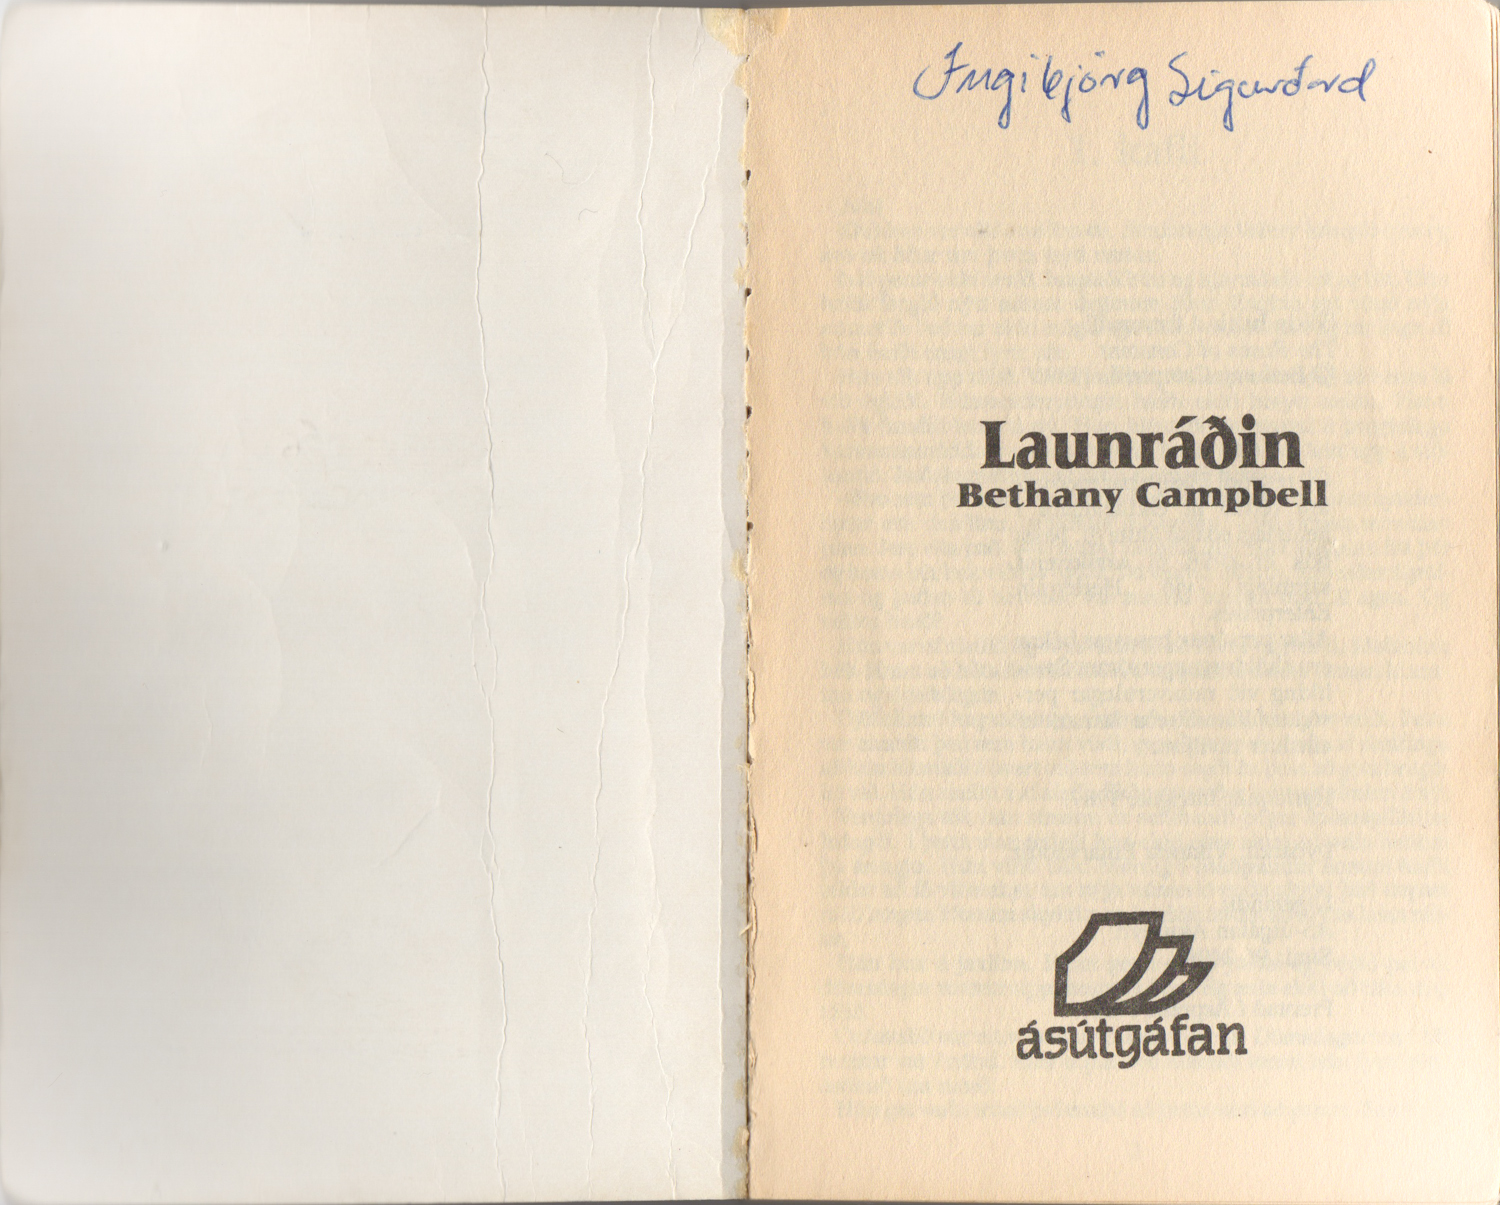 Ingibjörg Sigurðard
Launráðin
Bethany Campbell
ásútgáfan